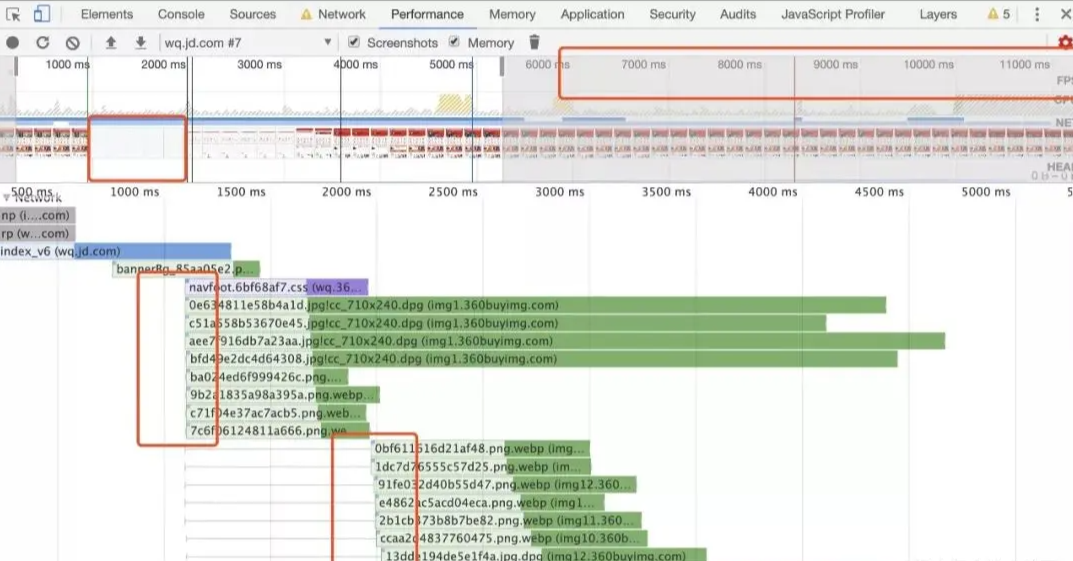 Elements Console Sources Network Performance Memory Application Security Audits JavaScript Profiler Layers 5
wq.jd.com #7 Screenshots Memory
1000 ms 2000 ms 3000 ms 4000 ms 5000 ms 6000 ms 7000 ms 8000 ms 9000 ms 10000 ms 11000 ms
FPS
CPU
NET
HEAP
0 B – 0
500 ms 1000 ms 1500 ms 2000 ms 2500 ms 3000 ms 3500 ms 4000 ms 4500 ms 5000 ms 5
Network
np (i....com)
rp (w...com)
index_v6 (wq.jd.com)
banner8g_85aa05e2.p...
navfoot.6bf68af7.css (wq.36...
0e634811e58b4a1d.jpg!cc_710x240.dpg (img1.360buyimg.com)
c51a558b53670e45.jpg!cc_710x240.dpg (img1.360buyimg.com)
aee7f916db7a23aa.jpg!cc_710x240.dpg (img1.360buyimg.com)
bfd49e2dc4d64308.jpg!cc_710x240.dpg (img1.360buyimg.com)
ba024ed6f999426c.png....
9b2a1835a98a395a.png.webp...
c71f04e37ac7acb5.png.web...
7c6f06124811a666.png.we...
0bf611616d21af48.png.webp (img...
1dc7d76555c57d25.webp (im...
91fe032d40b55d47.png.webp (img12.360...
e4862ac5acd04eca.png.webp (img1...
2b1cb373b8b7be82.png.webp (img11.360...
ccaa2c4837760475.png.webp (img10.360b...
13dde194de5e1f4a.jpg.dpg (img12.360buyimg.com)